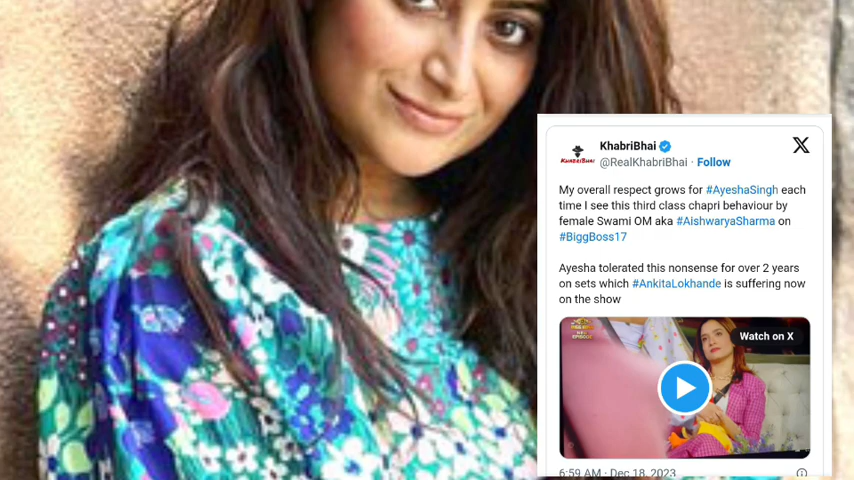 KhabriBhai
KHABRIBHAI
@RealKhabriBhai · Follow
My overall respect grows for #AyeshaSingh each
time I see this third class chapri behaviour by
female Swami OM aka #AishwaryaSharma on
#BiggBoss17
Ayesha tolerated this nonsense for over 2 years
on sets which #AnkitaLokhande is suffering now
on the show
Watch on X
EPISODE
6:59 AM · Dec 18, 2023